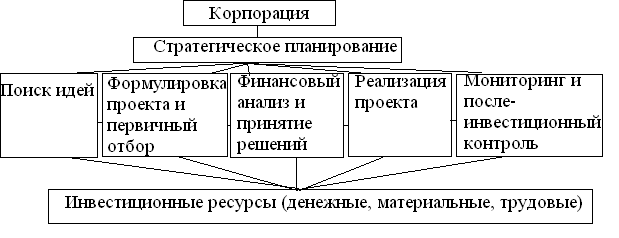 Корпорация
Стратегическое планирование
Поиск идей
Формулировка
проекта и
первичный
отбор
Финансовый
анализ и
принятие
решений
Реализация
проекта
Мониторинг и
после-
инвестиционный
контроль
Инвестиционные ресурсы (денежные, материальные, трудовые)